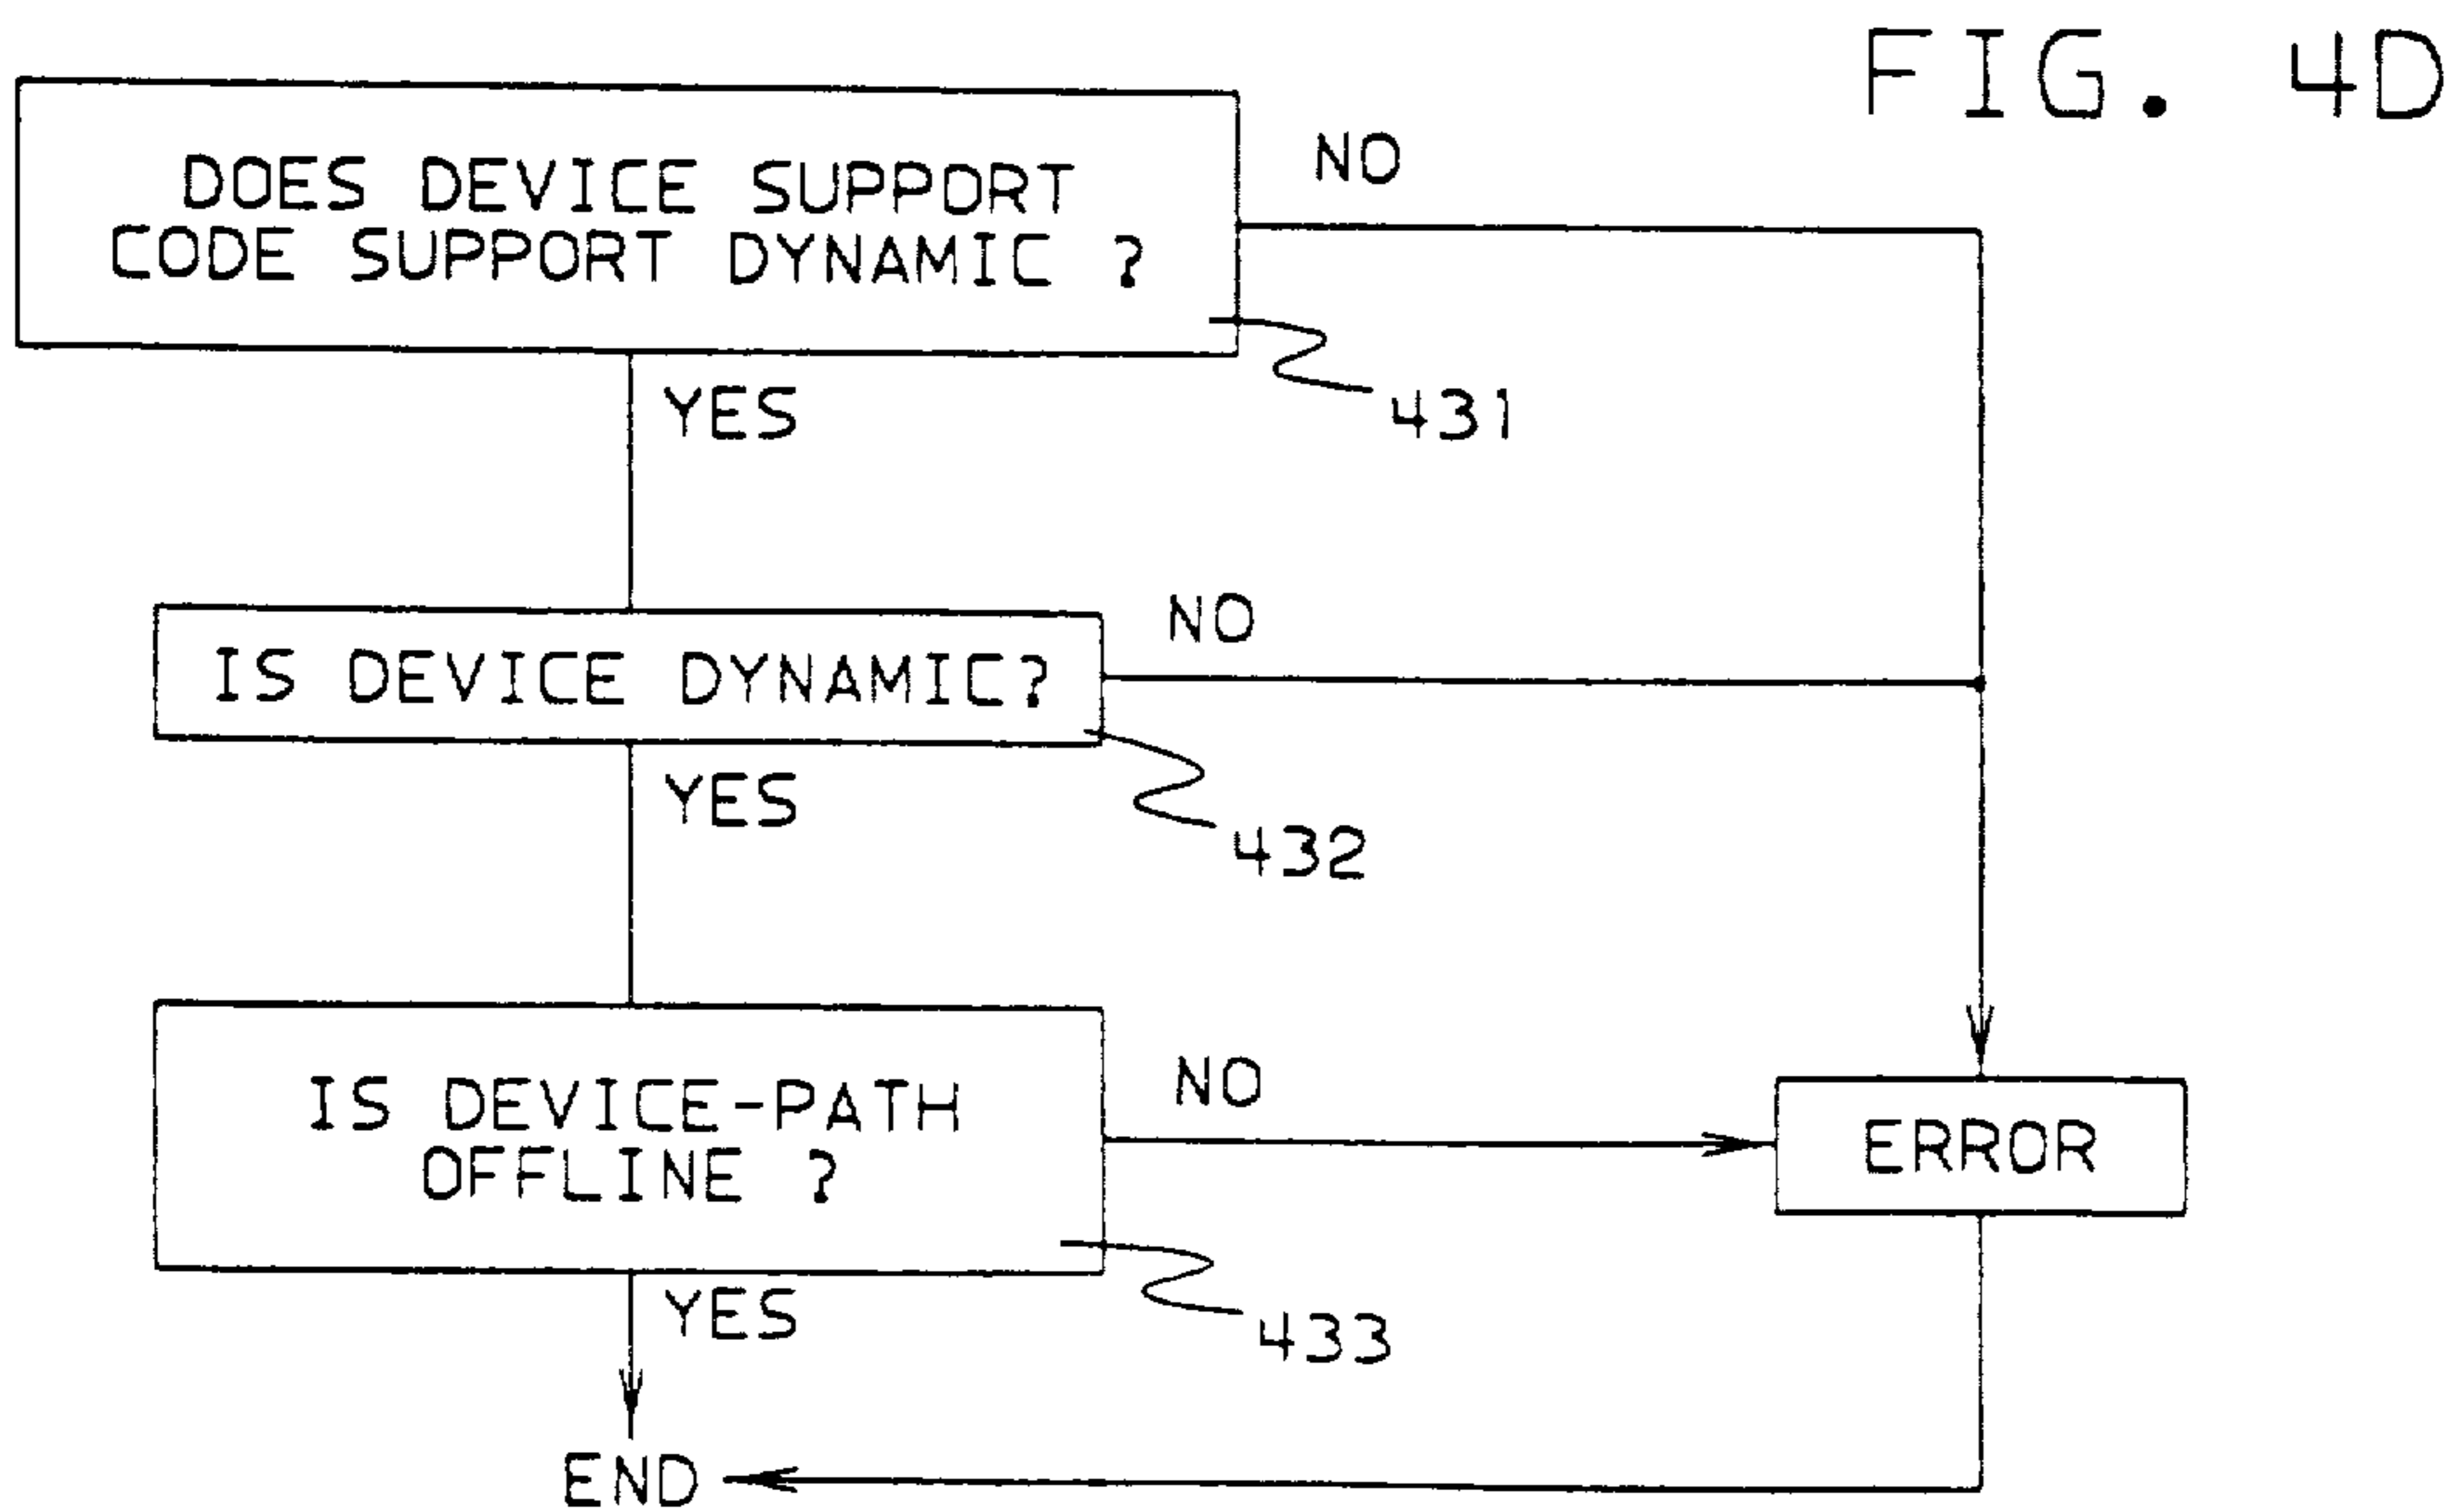 FIG. 4D
DOES DEVICE SUPPORT
CODE SUPPORT DYNAMIC ?
NO
431
YES
IS DEVICE DYNAMIC?
NO
432
YES
IS DEVICE-PATH
OFFLINE ?
NO
ERROR
433
YES
END